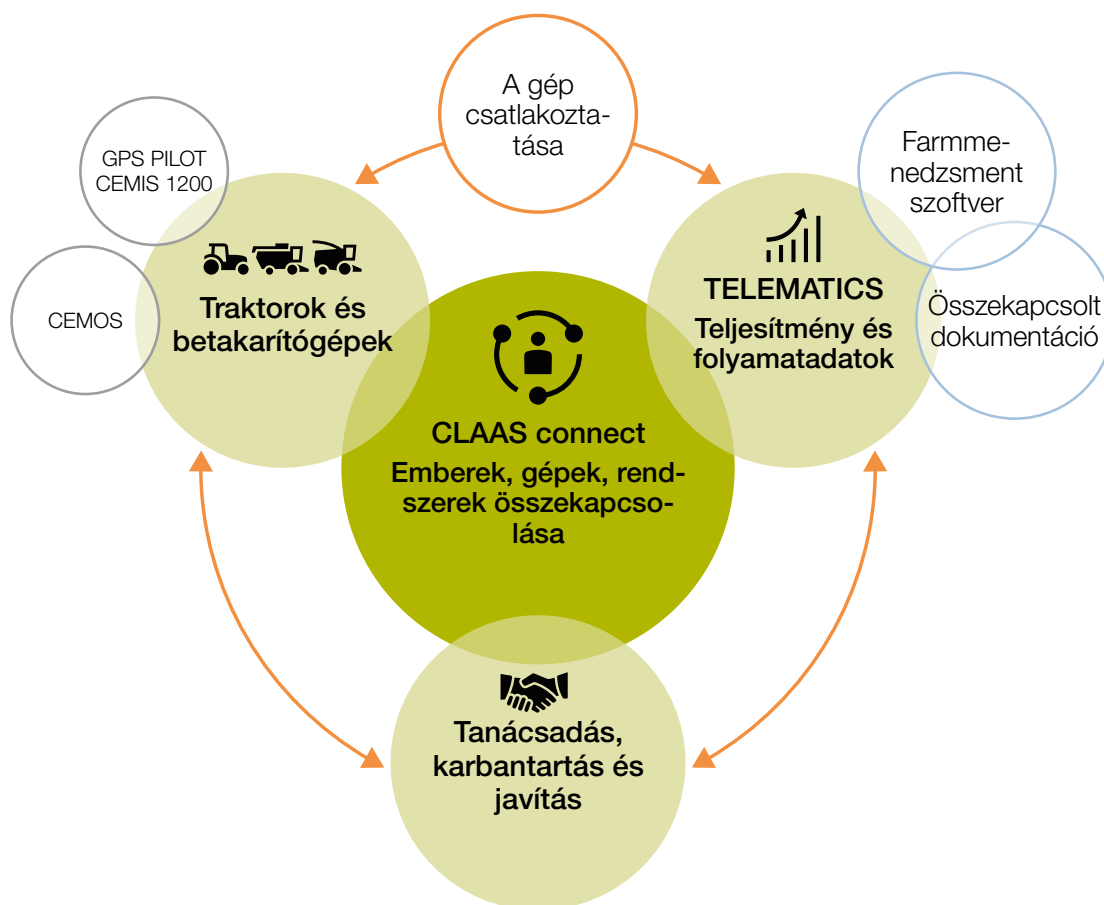 A gép
csatlakozta-
tása
GPS PILOT
CEMIS 1200
CEMOS
Traktorok és
betakarítógépek
Farmme-
nedzsment
szoftver
TELEMATICS
Teljesítmény és
folyamatadatok
Összekapcsolt
dokumentáció
CLAAS connect
Emberek, gépek, rend-
szerek összekapcso-
lása
Tanácsadás,
karbantartás és
javítás